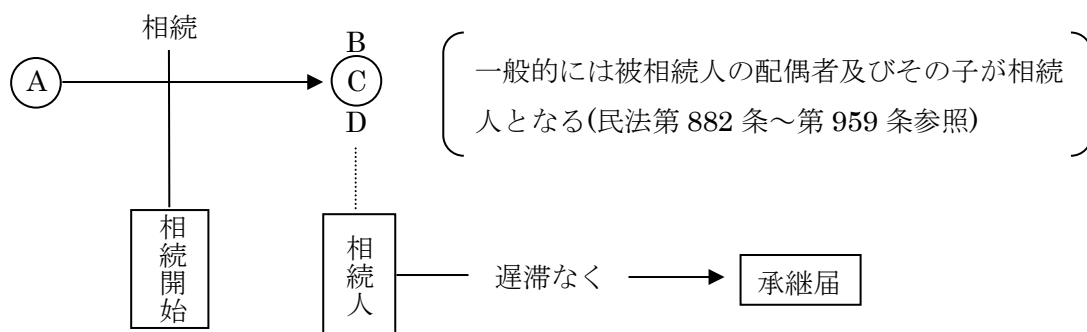 相続
B
A
C
D
一般的には被相続人の配偶者及びその子が相続
人となる(民法第 882 条～第 959 条参照)
相続開始
相続人
遅滞なく
承継届